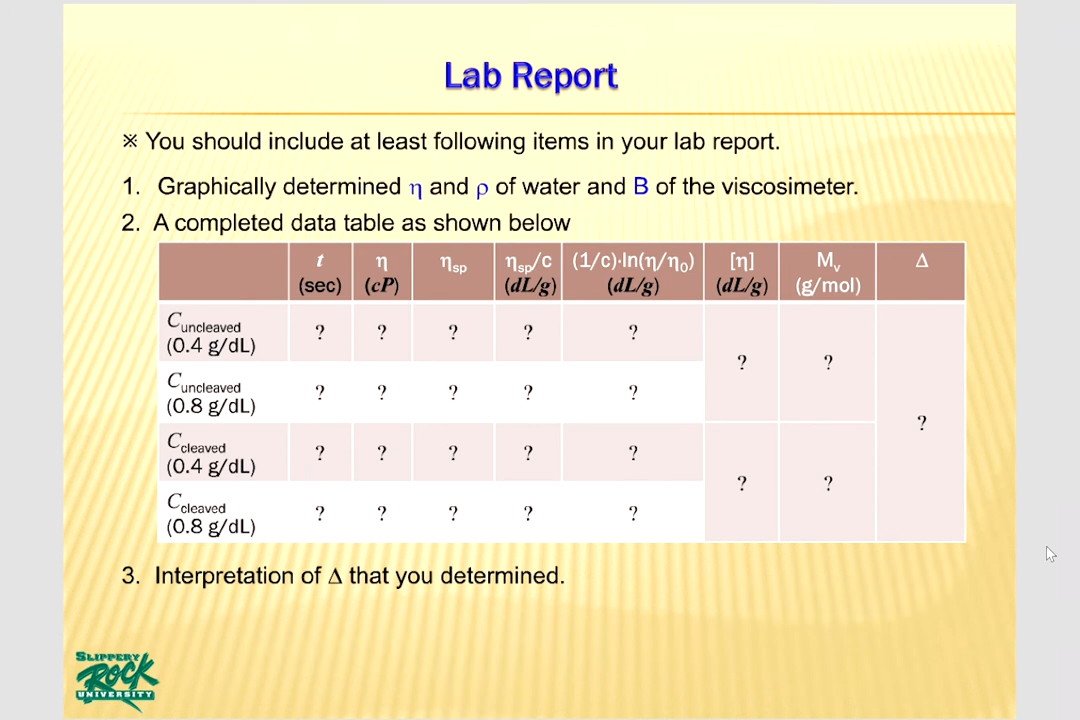 Lab Report
※ You should include at least following items in your lab report.
1. Graphically determined η and ρ of water and B of the viscosimeter.
2. A completed data table as shown below
t (sec) η (cP) ηsp ηsp/c (dL/g) (1/c)·ln(η/η₀) (dL/g) [η] (dL/g) Mv (g/mol) Δ
Cuncleaved (0.4 g/dL) ? ? ? ? ? ? ?
Cuncleaved (0.8 g/dL) ? ? ? ? ?
?
Ccleaved (0.4 g/dL) ? ? ? ? ? ? ?
Ccleaved (0.8 g/dL) ? ? ? ? ?
3. Interpretation of Δ that you determined.
SLIPPERY
ROCK
UNIVERSITY